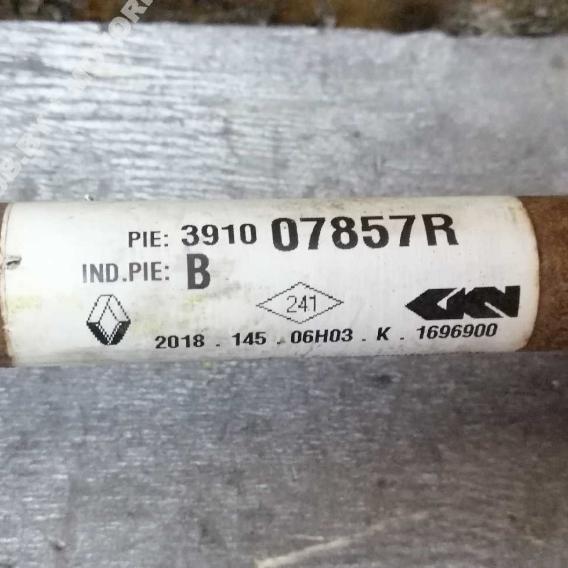 PIE: 3910 07857R
IND.PIE: B
241
GKN
2018 . 145 . 06H03 . K . 1696900